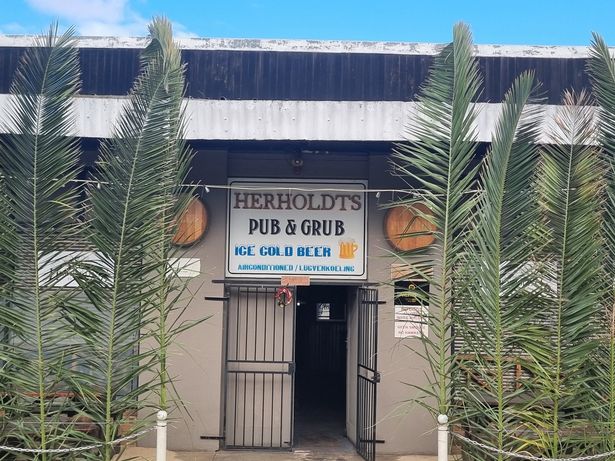 HERHOLDTS
PUB & GRUB
ICE COLD BEER
AIRCONDITIONED / LUGVERKOELING